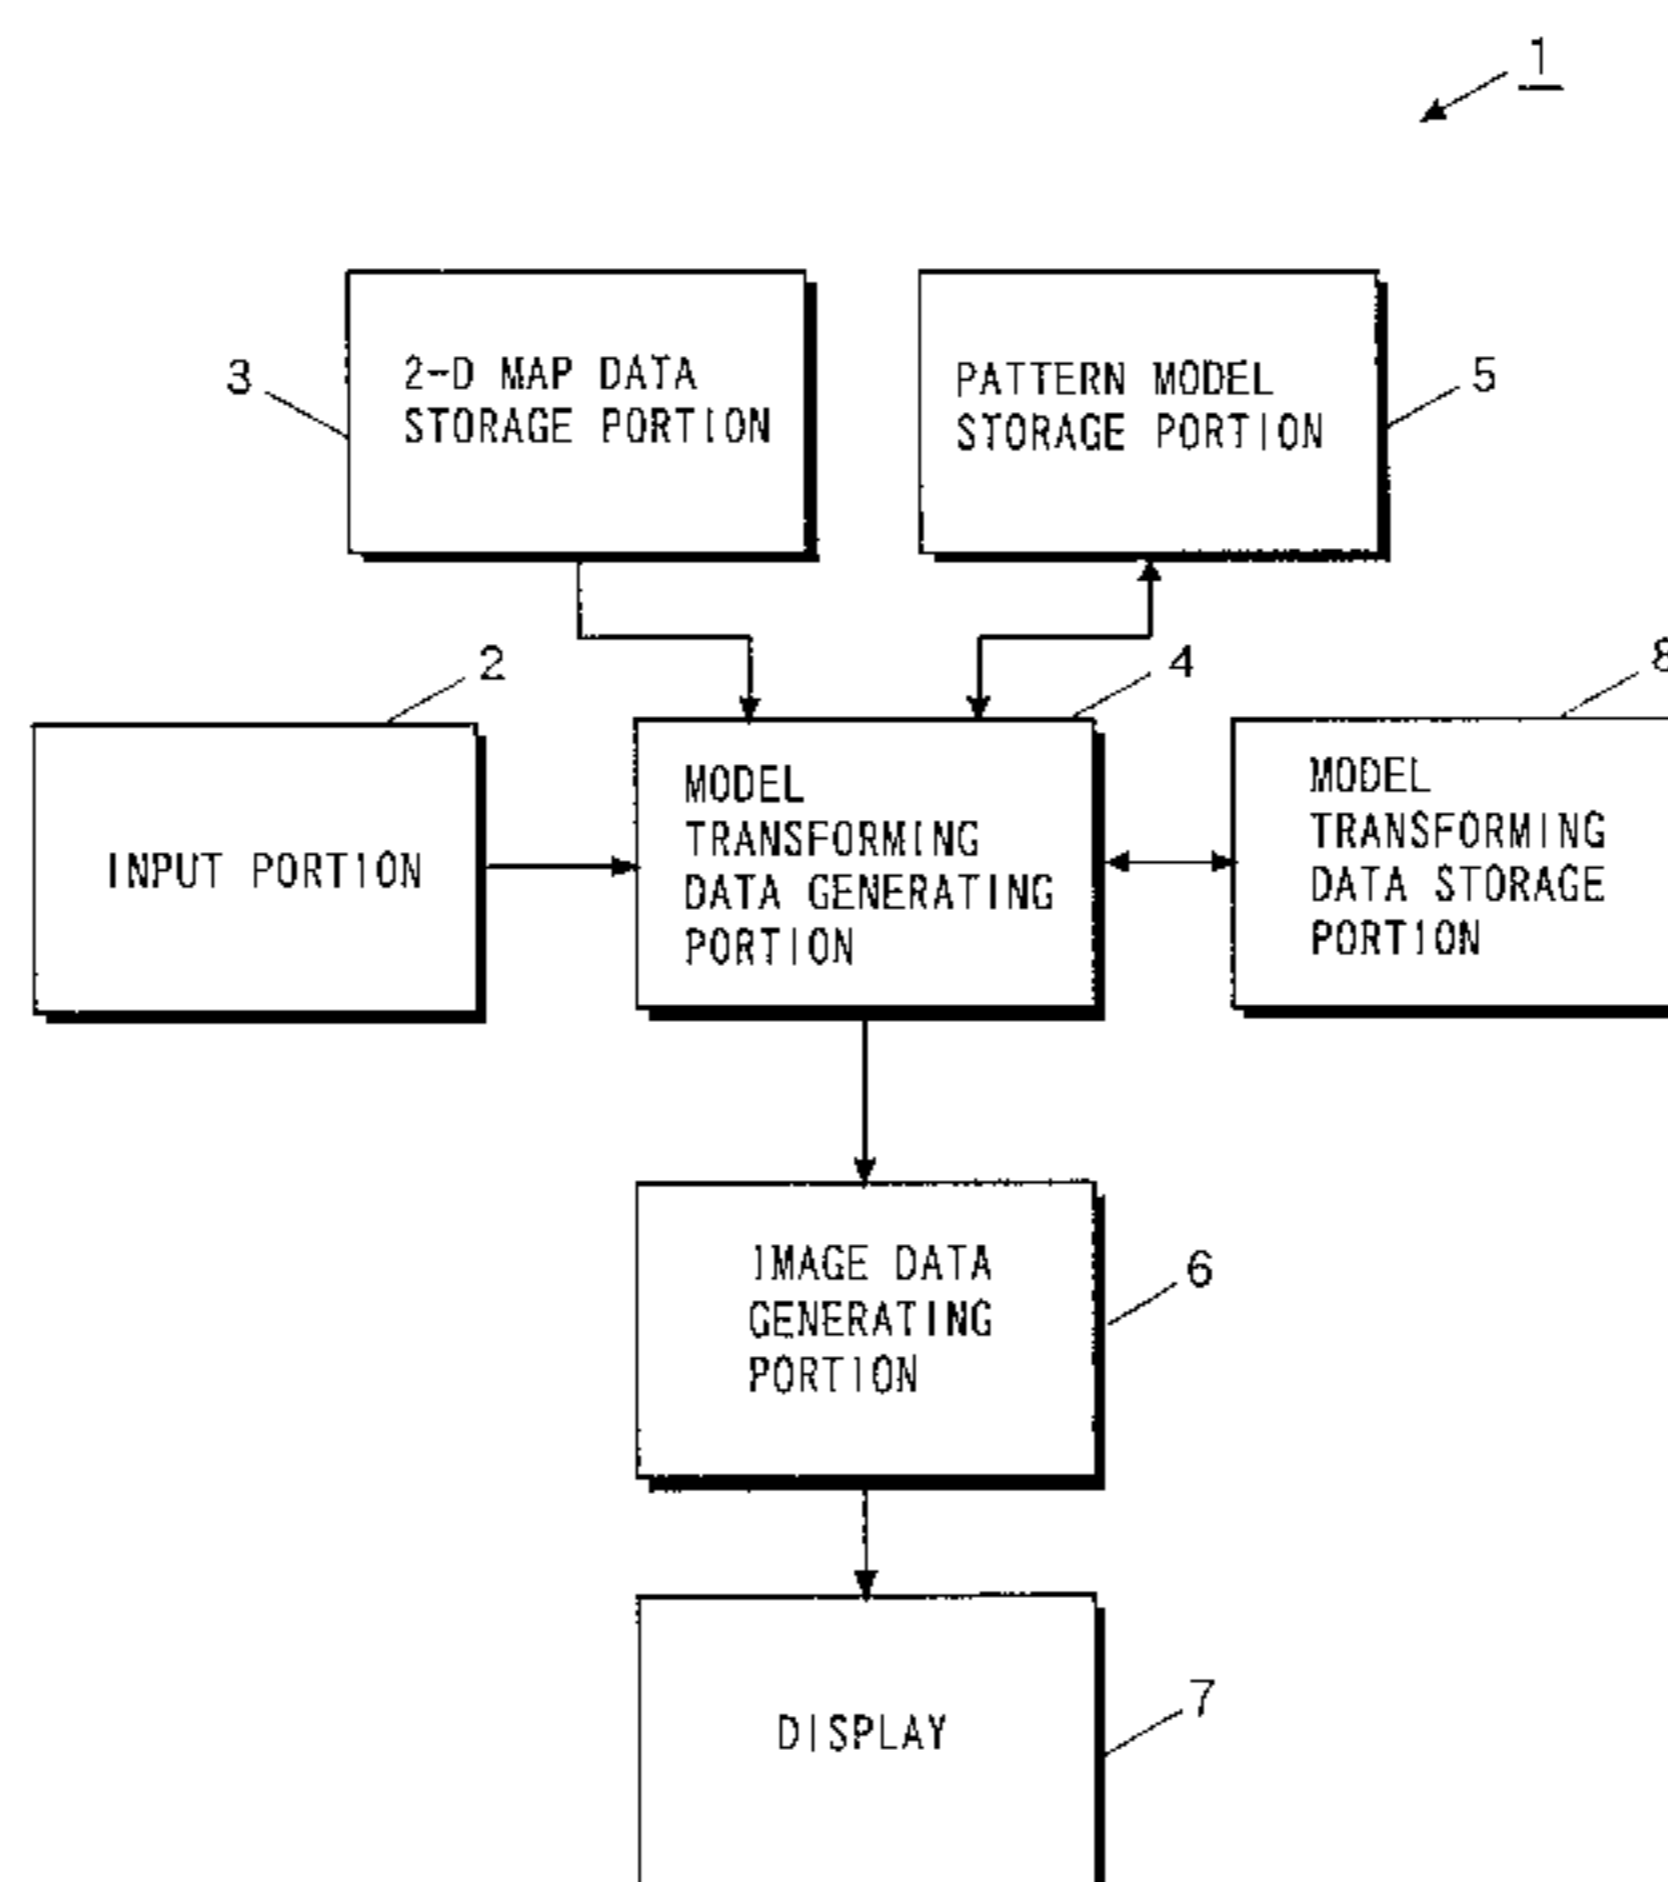 1
3
2-D MAP DATA
STORAGE PORTION
PATTERN MODEL
STORAGE PORTION
5
2
4
8
INPUT PORTION
MODEL
TRANSFORMING
DATA GENERATING
PORTION
MODEL
TRANSFORMING
DATA STORAGE
PORTION
IMAGE DATA
GENERATING
PORTION
6
DISPLAY
7